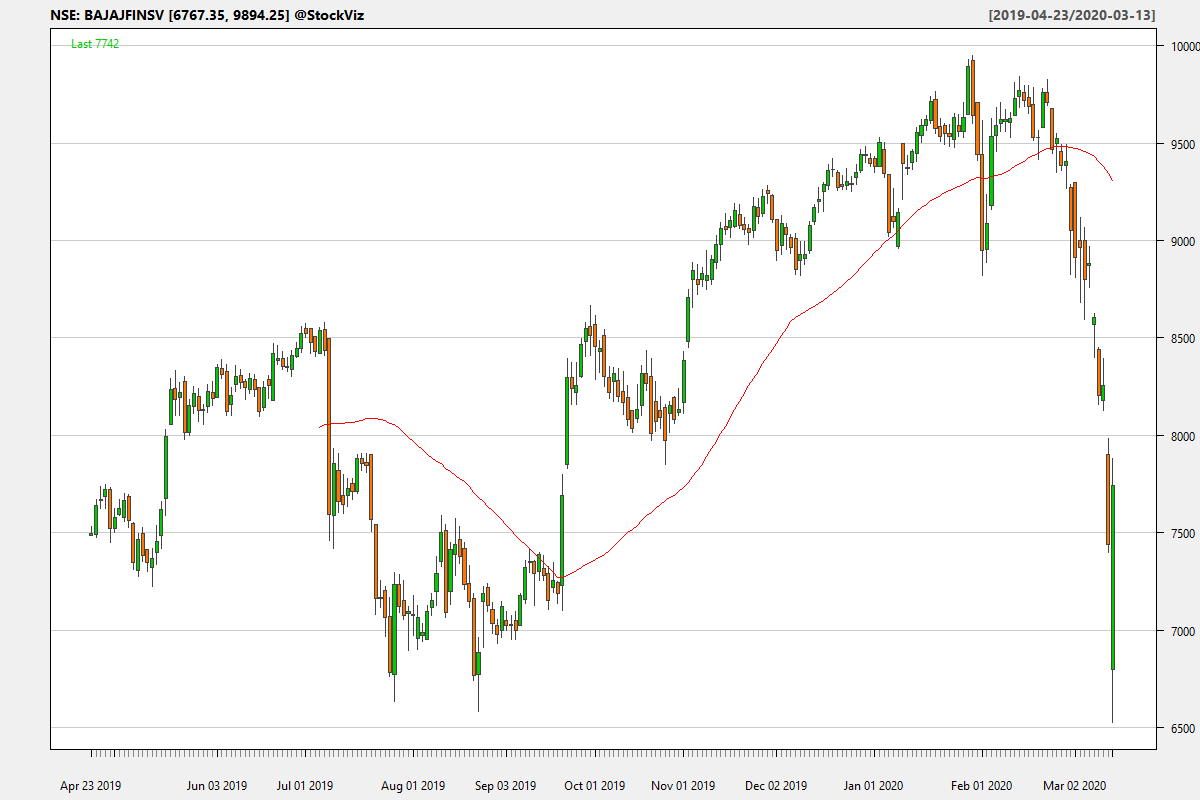 NSE: BAJAJFINSV [6767.35, 9894.25] @StockViz [2019-04-23/2020-03-13]
Last 7742
10000
9500
9000
8500
8000
7500
7000
6500
Apr 23 2019 Jun 03 2019 Jul 01 2019 Aug 01 2019 Sep 03 2019 Oct 01 2019 Nov 01 2019 Dec 02 2019 Jan 01 2020 Feb 01 2020 Mar 02 2020